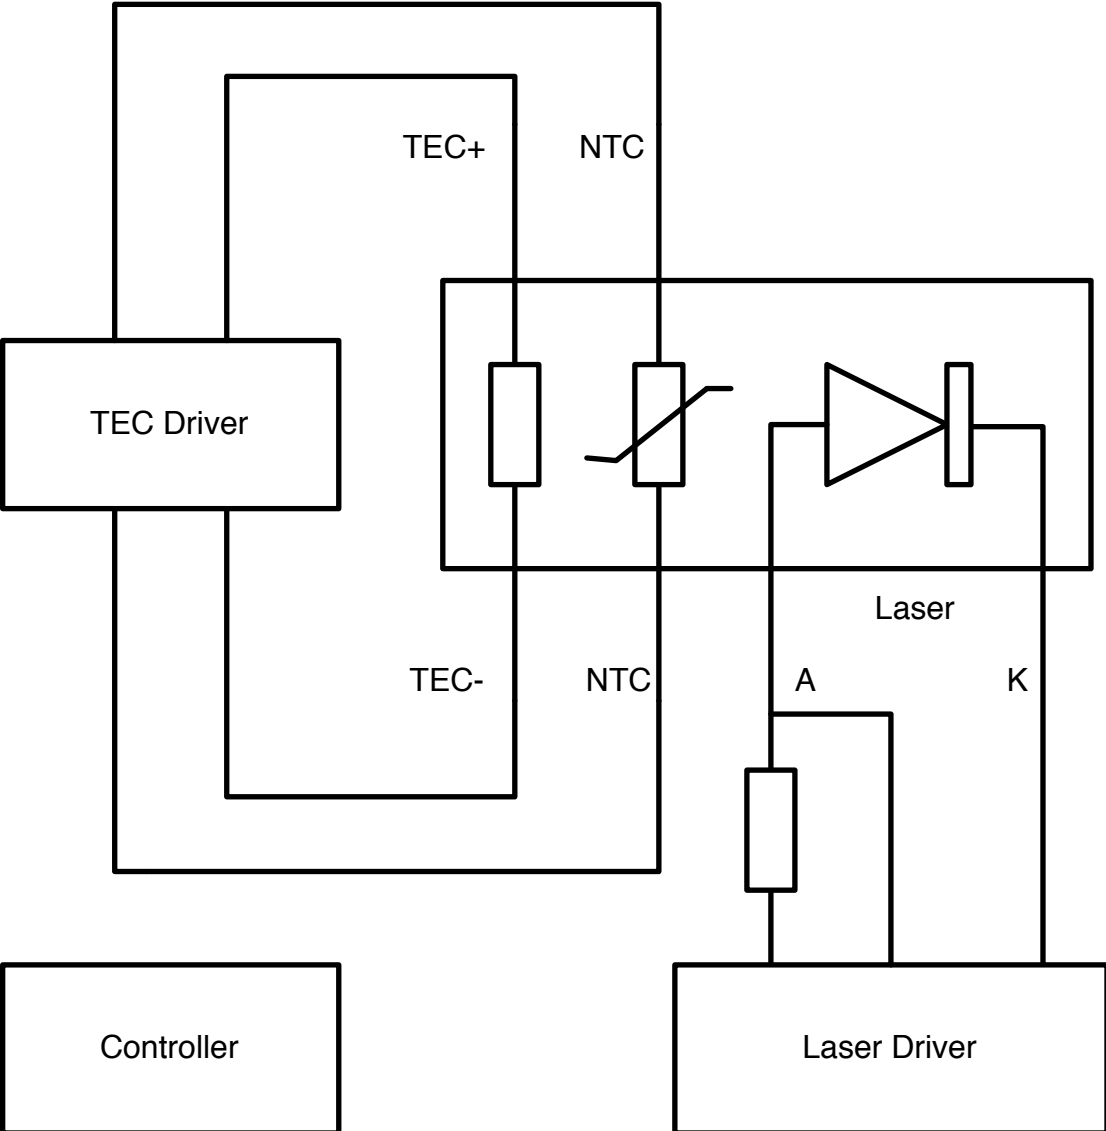 TEC+ NTC
TEC Driver
Laser
TEC- NTC A K
Controller
Laser Driver